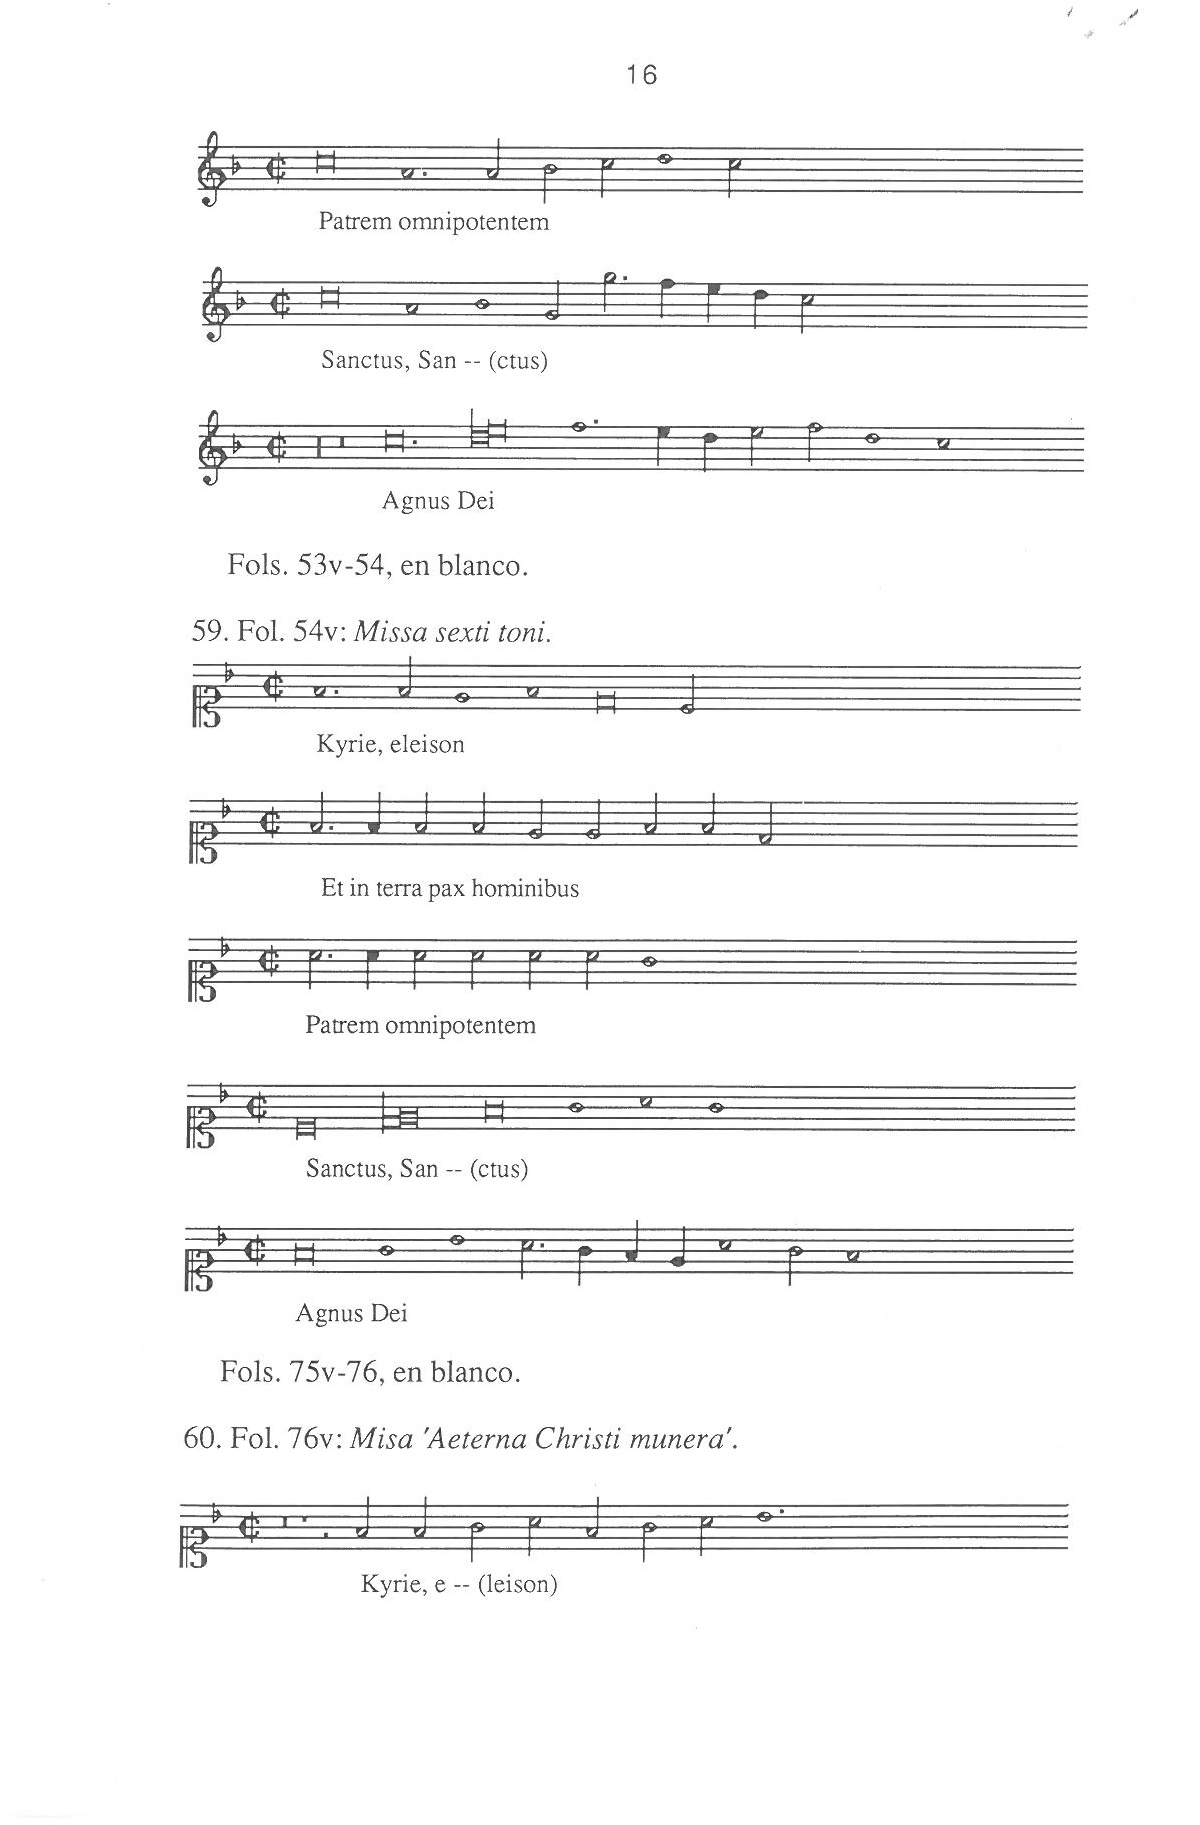 16
Patrem omnipotentem
Sanctus, San -- (ctus)
Agnus Dei
Fols. 53v-54, en blanco.
59. Fol. 54v: Missa sexti toni.
Kyrie, eleison
Et in terra pax hominibus
Patrem omnipotentem
Sanctus, San -- (ctus)
Agnus Dei
Fols. 75v-76, en blanco.
60. Fol. 76v: Misa 'Aeterna Christi munera'.
Kyrie, e -- (leison)